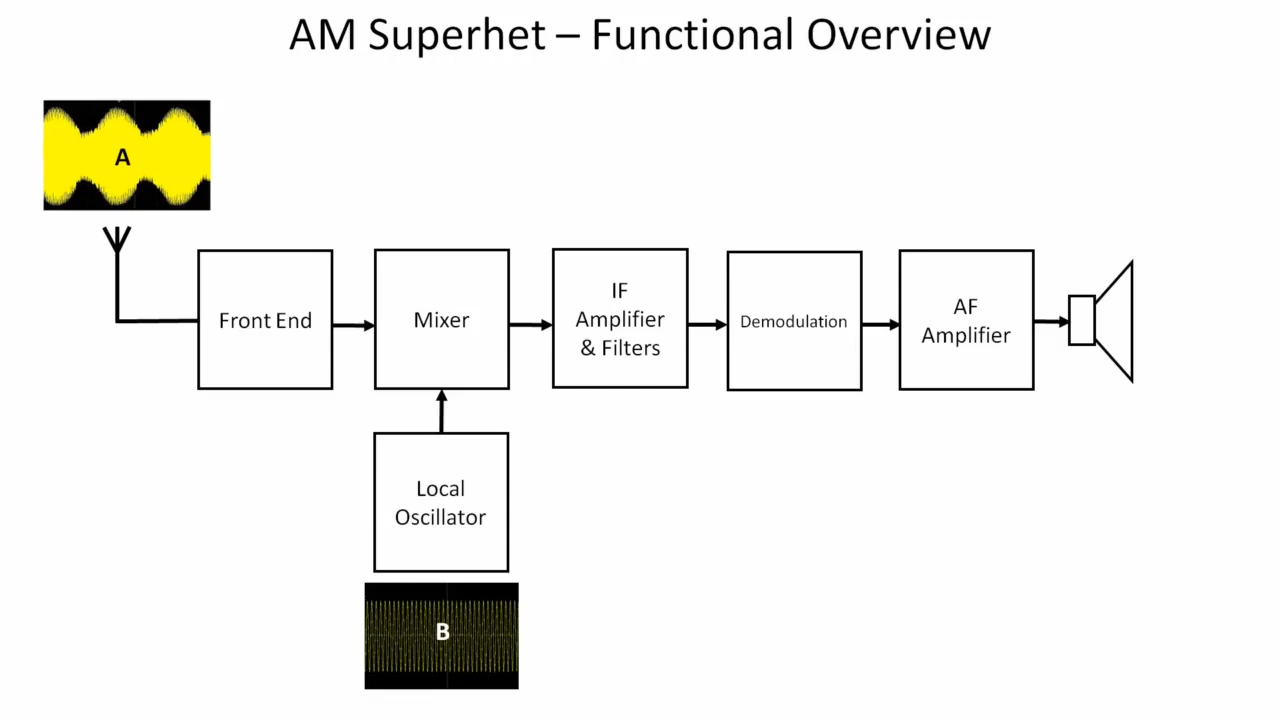 AM Superhet – Functional Overview
A
Front End
Mixer
IF
Amplifier
& Filters
Demodulation
AF
Amplifier
Local
Oscillator
B